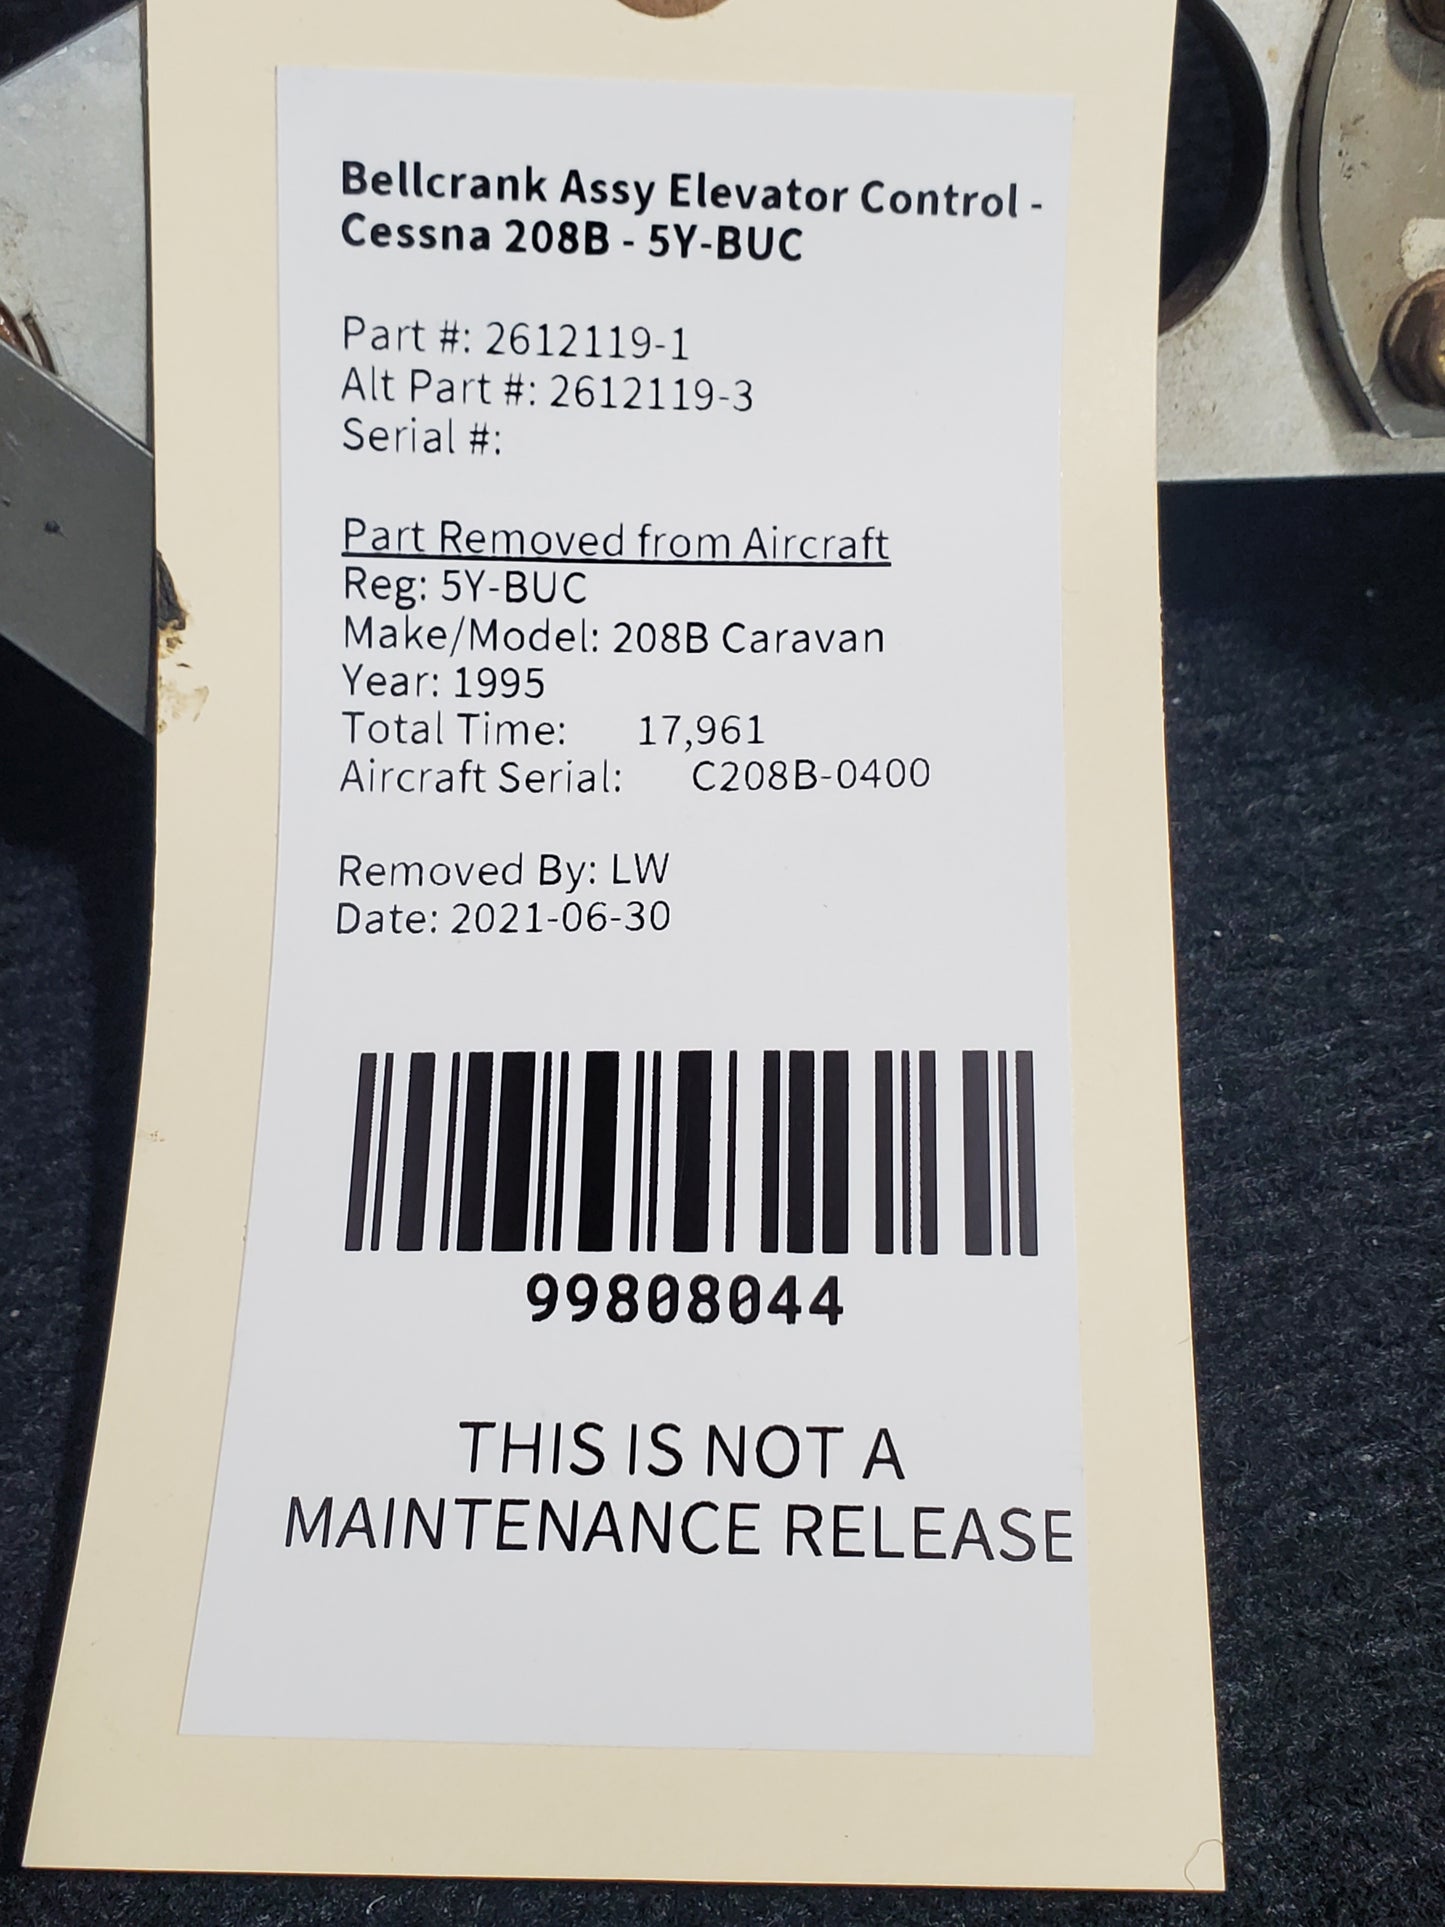 Bellcrank Assy Elevator Control -
Cessna 208B - 5Y-BUC
Part #: 2612119-1
Alt Part #: 2612119-3
Serial #:
Part Removed from Aircraft
Reg: 5Y-BUC
Make/Model: 208B Caravan
Year: 1995
Total Time: 17,961
Aircraft Serial: C208B-0400
Removed By: LW
Date: 2021-06-30
99808044
THIS IS NOT A
MAINTENANCE RELEASE